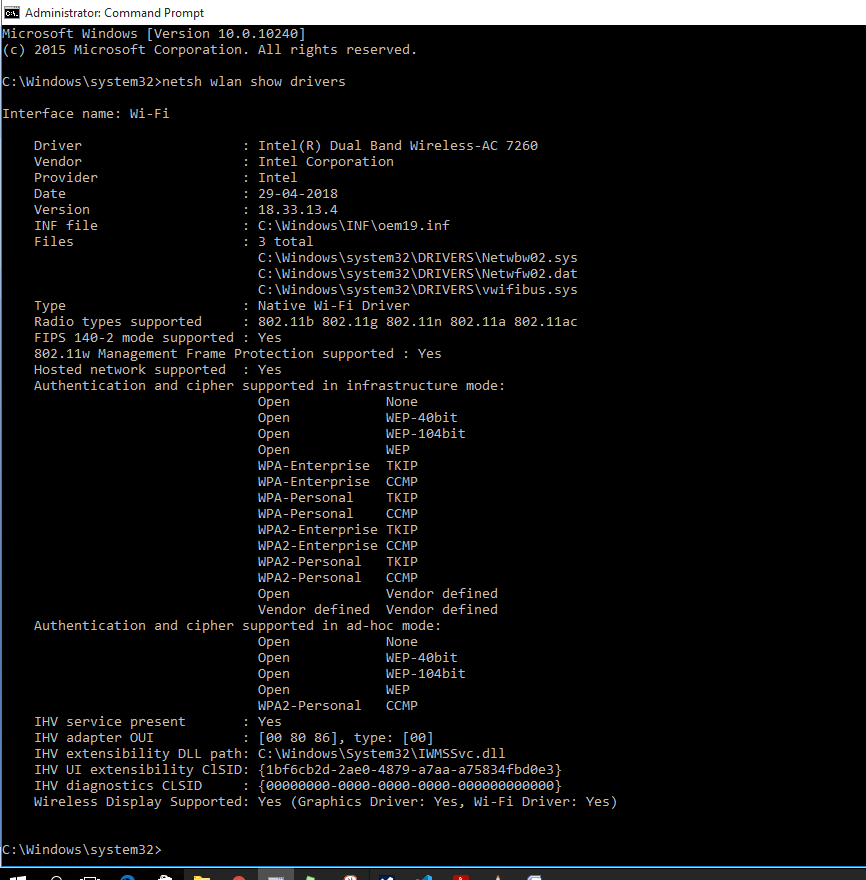 Administrator: Command Prompt
Microsoft Windows [Version 10.0.10240]
(c) 2015 Microsoft Corporation. All rights reserved.
C:\Windows\system32>netsh wlan show drivers
Interface name: Wi-Fi
Driver : Intel(R) Dual Band Wireless-AC 7260
Vendor : Intel Corporation
Provider : Intel
Date : 29-04-2018
Version : 18.33.13.4
INF file : C:\Windows\INF\oem19.inf
Files : 3 total
C:\Windows\system32\DRIVERS\Netwbw02.sys
C:\Windows\system32\DRIVERS\Netwfw02.dat
C:\Windows\system32\DRIVERS\vwifibus.sys
Type : Native Wi-Fi Driver
Radio types supported : 802.11b 802.11g 802.11n 802.11a 802.11ac
FIPS 140-2 mode supported : Yes
802.11w Management Frame Protection supported : Yes
Hosted network supported : Yes
Authentication and cipher supported in infrastructure mode:
Open None
Open WEP-40bit
Open WEP-104bit
Open WEP
WPA-Enterprise TKIP
WPA-Enterprise CCMP
WPA-Personal TKIP
WPA-Personal CCMP
WPA2-Enterprise TKIP
WPA2-Enterprise CCMP
WPA2-Personal TKIP
WPA2-Personal CCMP
Open Vendor defined
Vendor defined Vendor defined
Authentication and cipher supported in ad-hoc mode:
Open None
Open WEP-40bit
Open WEP-104bit
Open WEP
WPA2-Personal CCMP
IHV service present : Yes
IHV adapter OUI : [00 80 86], type: [00]
IHV extensibility DLL path: C:\Windows\System32\IWMSSvc.dll
IHV UI extensibility ClSID: {1bf6cb2d-2ae0-4879-a7aa-a75834fbd0e3}
IHV diagnostics CLSID : {00000000-0000-0000-0000-000000000000}
Wireless Display Supported: Yes (Graphics Driver: Yes, Wi-Fi Driver: Yes)
C:\Windows\system32>